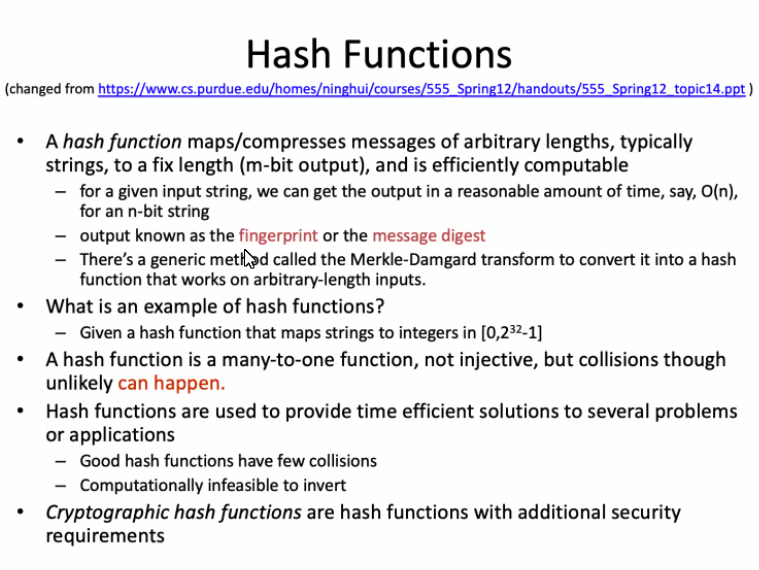 Hash Functions
(changed from https://www.cs.purdue.edu/homes/ninghui/courses/555_Spring12/handouts/555_Spring12_topic14.ppt )
• A hash function maps/compresses messages of arbitrary lengths, typically
strings, to a fix length (m-bit output), and is efficiently computable
– for a given input string, we can get the output in a reasonable amount of time, say, O(n),
for an n-bit string
– output known as the fingerprint or the message digest
– There's a generic method called the Merkle-Damgard transform to convert it into a hash
function that works on arbitrary-length inputs.
• What is an example of hash functions?
– Given a hash function that maps strings to integers in [0,2³²-1]
• A hash function is a many-to-one function, not injective, but collisions though
unlikely can happen.
• Hash functions are used to provide time efficient solutions to several problems
or applications
– Good hash functions have few collisions
– Computationally infeasible to invert
• Cryptographic hash functions are hash functions with additional security
requirements